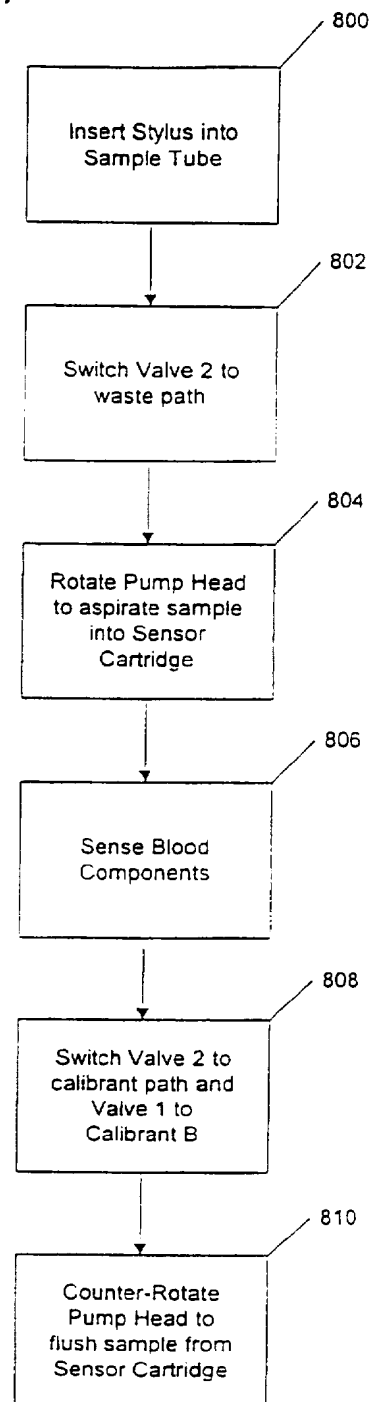 800
Insert Stylus into
Sample Tube
802
Switch Valve 2 to
waste path
804
Rotate Pump Head
to aspirate sample
into Sensor
Cartridge
806
Sense Blood
Components
808
Switch Valve 2 to
calibrant path and
Valve 1 to
Calibrant B
810
Counter-Rotate
Pump Head to
flush sample from
Sensor Cartridge